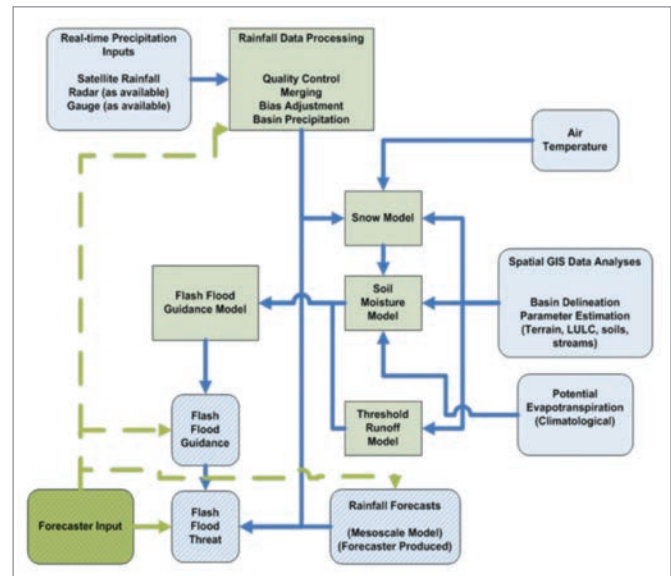 Real-time Precipitation
Inputs
Satellite Rainfall
Radar (as available)
Gauge (as available)
Rainfall Data Processing
Quality Control
Merging
Bias Adjustment
Basin Precipitation
Air
Temperature
Snow Model
Spatial GIS Data Analyses
Basin Delineation
Parameter Estimation
(Terrain, LULC, soils,
streams)
Flash Flood
Guidance Model
Soil
Moisture
Model
Potential
Evapotranspiration
(Climatological)
Flash
Flood
Guidance
Threshold
Runoff
Model
Forecaster Input
Flash
Flood
Threat
Rainfall Forecasts
(Mesoscale Model)
(Forecaster Produced)